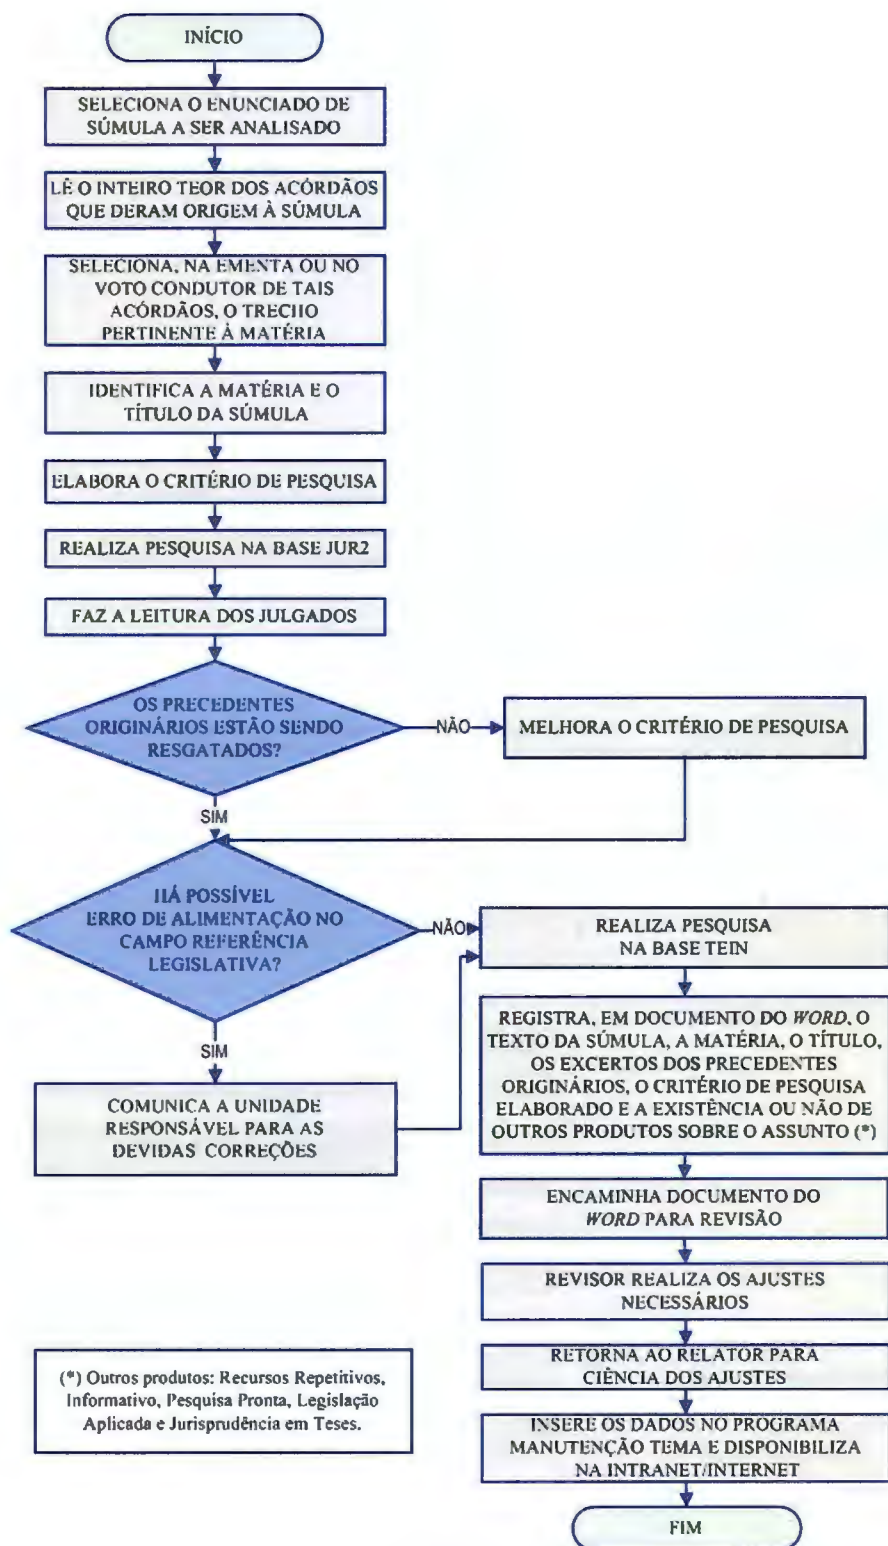 INÍCIO
SELECIONA O ENUNCIADO DE
SÚMULA A SER ANALISADO
LÊ O INTEIRO TEOR DOS ACÓRDÃOS
QUE DERAM ORIGEM À SÚMULA
SELECIONA, NA EMENTA OU NO
VOTO CONDUTOR DE TAIS
ACÓRDÃOS, O TRECHO
PERTINENTE À MATÉRIA
IDENTIFICA A MATÉRIA E O
TÍTULO DA SÚMULA
ELABORA O CRITÉRIO DE PESQUISA
REALIZA PESQUISA NA BASE JUR2
FAZ A LEITURA DOS JULGADOS
OS PRECEDENTES
ORIGINÁRIOS ESTÃO SENDO
RESGATADOS?
NÃO
MELHORA O CRITÉRIO DE PESQUISA
SIM
HÁ POSSÍVEL
ERRO DE ALIMENTAÇÃO NO
CAMPO REFERÊNCIA
LEGISLATIVA?
NÃO
REALIZA PESQUISA
NA BASE TEIN
SIM
COMUNICA A UNIDADE
RESPONSÁVEL PARA AS
DEVIDAS CORREÇÕES
REGISTRA, EM DOCUMENTO DO WORD, O
TEXTO DA SÚMULA, A MATÉRIA, O TÍTULO,
OS EXCERTOS DOS PRECEDENTES
ORIGINÁRIOS, O CRITÉRIO DE PESQUISA
ELABORADO E A EXISTÊNCIA OU NÃO DE
OUTROS PRODUTOS SOBRE O ASSUNTO (*)
ENCAMINHA DOCUMENTO DO
WORD PARA REVISÃO
REVISOR REALIZA OS AJUSTES
NECESSÁRIOS
RETORNA AO RELATOR PARA
CIÊNCIA DOS AJUSTES
INSERE OS DADOS NO PROGRAMA
MANUTENÇÃO TEMA E DISPONIBILIZA
NA INTRANET/INTERNET
FIM
(*) Outros produtos: Recursos Repetitivos,
Informativo, Pesquisa Pronta, Legislação
Aplicada e Jurisprudência em Teses.